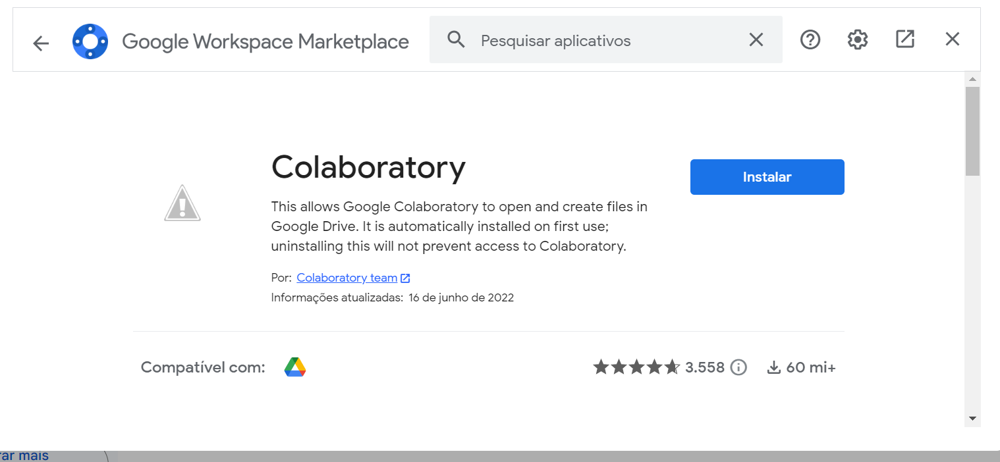 Google Workspace Marketplace
Pesquisar aplicativos
Colaboratory
Instalar
This allows Google Colaboratory to open and create files in
Google Drive. It is automatically installed on first use;
uninstalling this will not prevent access to Colaboratory.
Por: Colaboratory team
Informações atualizadas: 16 de junho de 2022
Compatível com:
3.558
60 mi+
rar mais